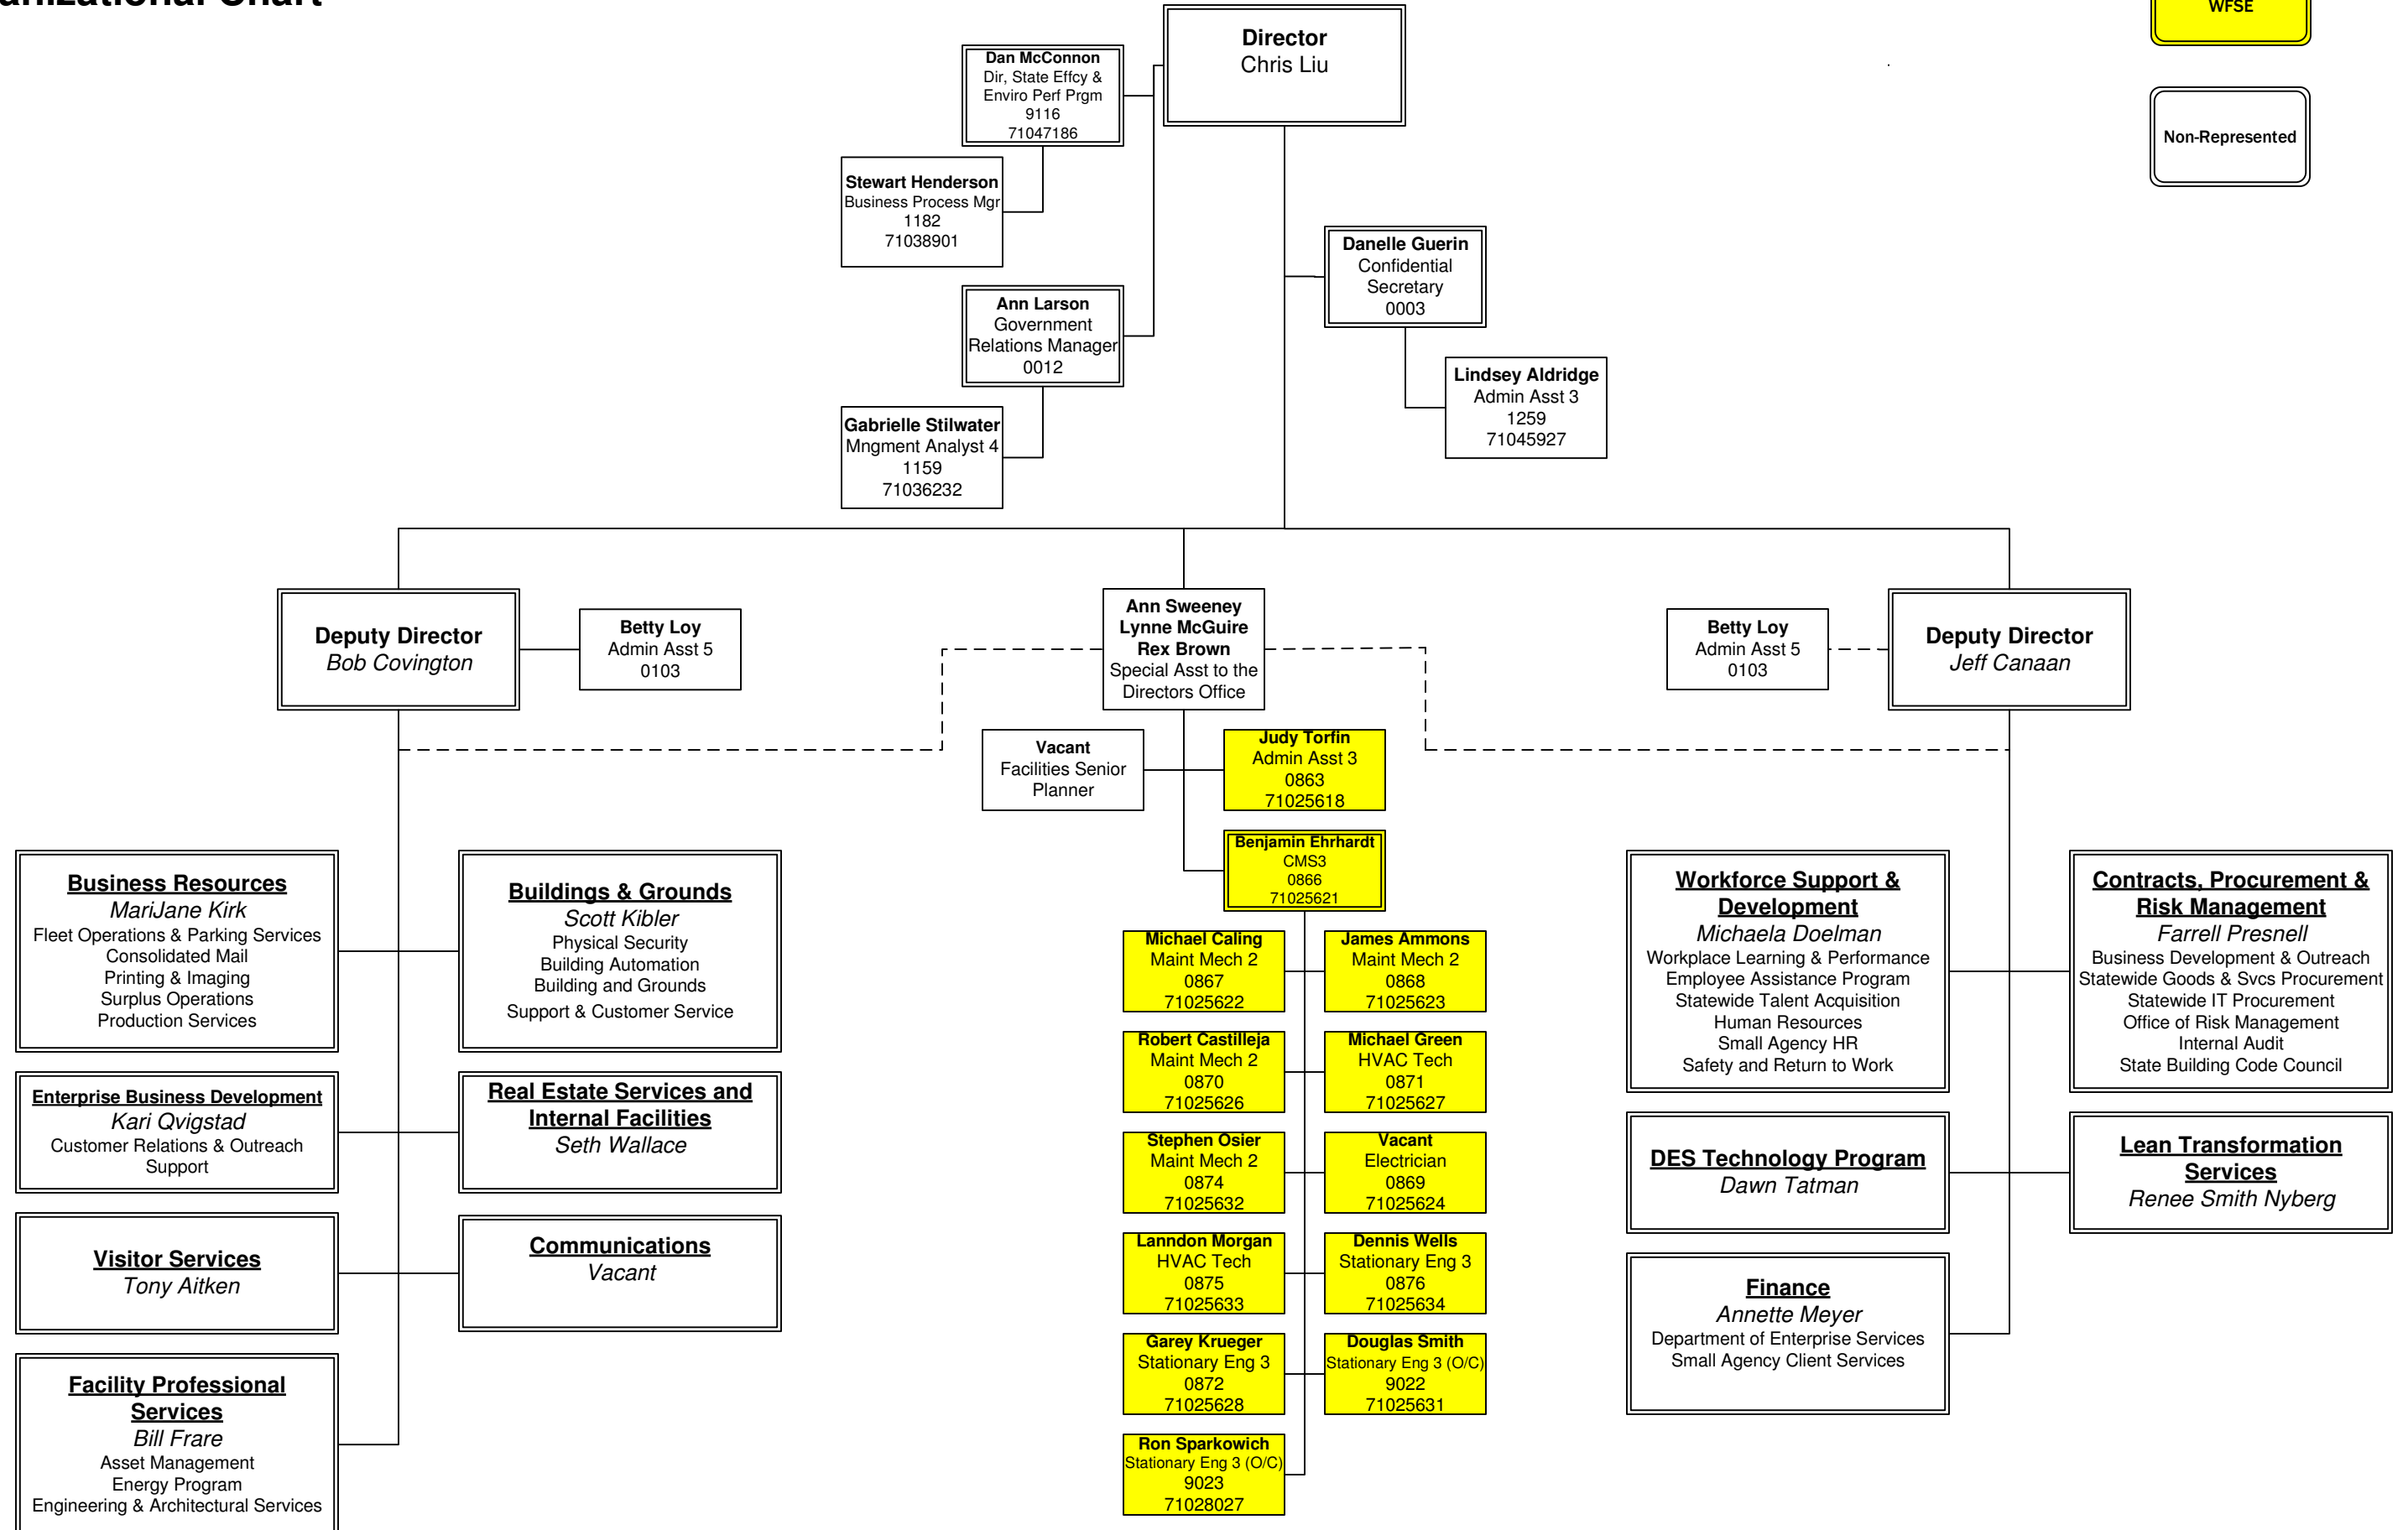 anizational Chart
WFSE
Non-Represented
Director
Chris Liu
Dan McConnon
Dir, State Effcy &
Enviro Perf Prgm
9116
71047186
Stewart Henderson
Business Process Mgr
1182
71038901
Ann Larson
Government
Relations Manager
0012
Gabrielle Stilwater
Mngment Analyst 4
1159
71036232
Danelle Guerin
Confidential
Secretary
0003
Lindsey Aldridge
Admin Asst 3
1259
71045927
Deputy Director
Bob Covington
Betty Loy
Admin Asst 5
0103
Ann Sweeney
Lynne McGuire
Rex Brown
Special Asst to the
Directors Office
Betty Loy
Admin Asst 5
0103
Deputy Director
Jeff Canaan
Vacant
Facilities Senior
Planner
Judy Torfin
Admin Asst 3
0863
71025618
Benjamin Ehrhardt
CMS3
0866
71025621
Business Resources
MariJane Kirk
Fleet Operations & Parking Services
Consolidated Mail
Printing & Imaging
Surplus Operations
Production Services
Buildings & Grounds
Scott Kibler
Physical Security
Building Automation
Building and Grounds
Support & Customer Service
Enterprise Business Development
Kari Qvigstad
Customer Relations & Outreach
Support
Real Estate Services and
Internal Facilities
Seth Wallace
Visitor Services
Tony Aitken
Communications
Vacant
Facility Professional
Services
Bill Frare
Asset Management
Energy Program
Engineering & Architectural Services
Michael Caling
Maint Mech 2
0867
71025622
James Ammons
Maint Mech 2
0868
71025623
Robert Castilleja
Maint Mech 2
0870
71025626
Michael Green
HVAC Tech
0871
71025627
Stephen Osier
Maint Mech 2
0874
71025632
Vacant
Electrician
0869
71025624
Lanndon Morgan
HVAC Tech
0875
71025633
Dennis Wells
Stationary Eng 3
0876
71025634
Garey Krueger
Stationary Eng 3
0872
71025628
Douglas Smith
Stationary Eng 3 (O/C)
9022
71025631
Ron Sparkowich
Stationary Eng 3 (O/C)
9023
71028027
Workforce Support &
Development
Michaela Doelman
Workplace Learning & Performance
Employee Assistance Program
Statewide Talent Acquisition
Human Resources
Small Agency HR
Safety and Return to Work
Contracts, Procurement &
Risk Management
Farrell Presnell
Business Development & Outreach
Statewide Goods & Svcs Procurement
Statewide IT Procurement
Office of Risk Management
Internal Audit
State Building Code Council
DES Technology Program
Dawn Tatman
Lean Transformation
Services
Renee Smith Nyberg
Finance
Annette Meyer
Department of Enterprise Services
Small Agency Client Services